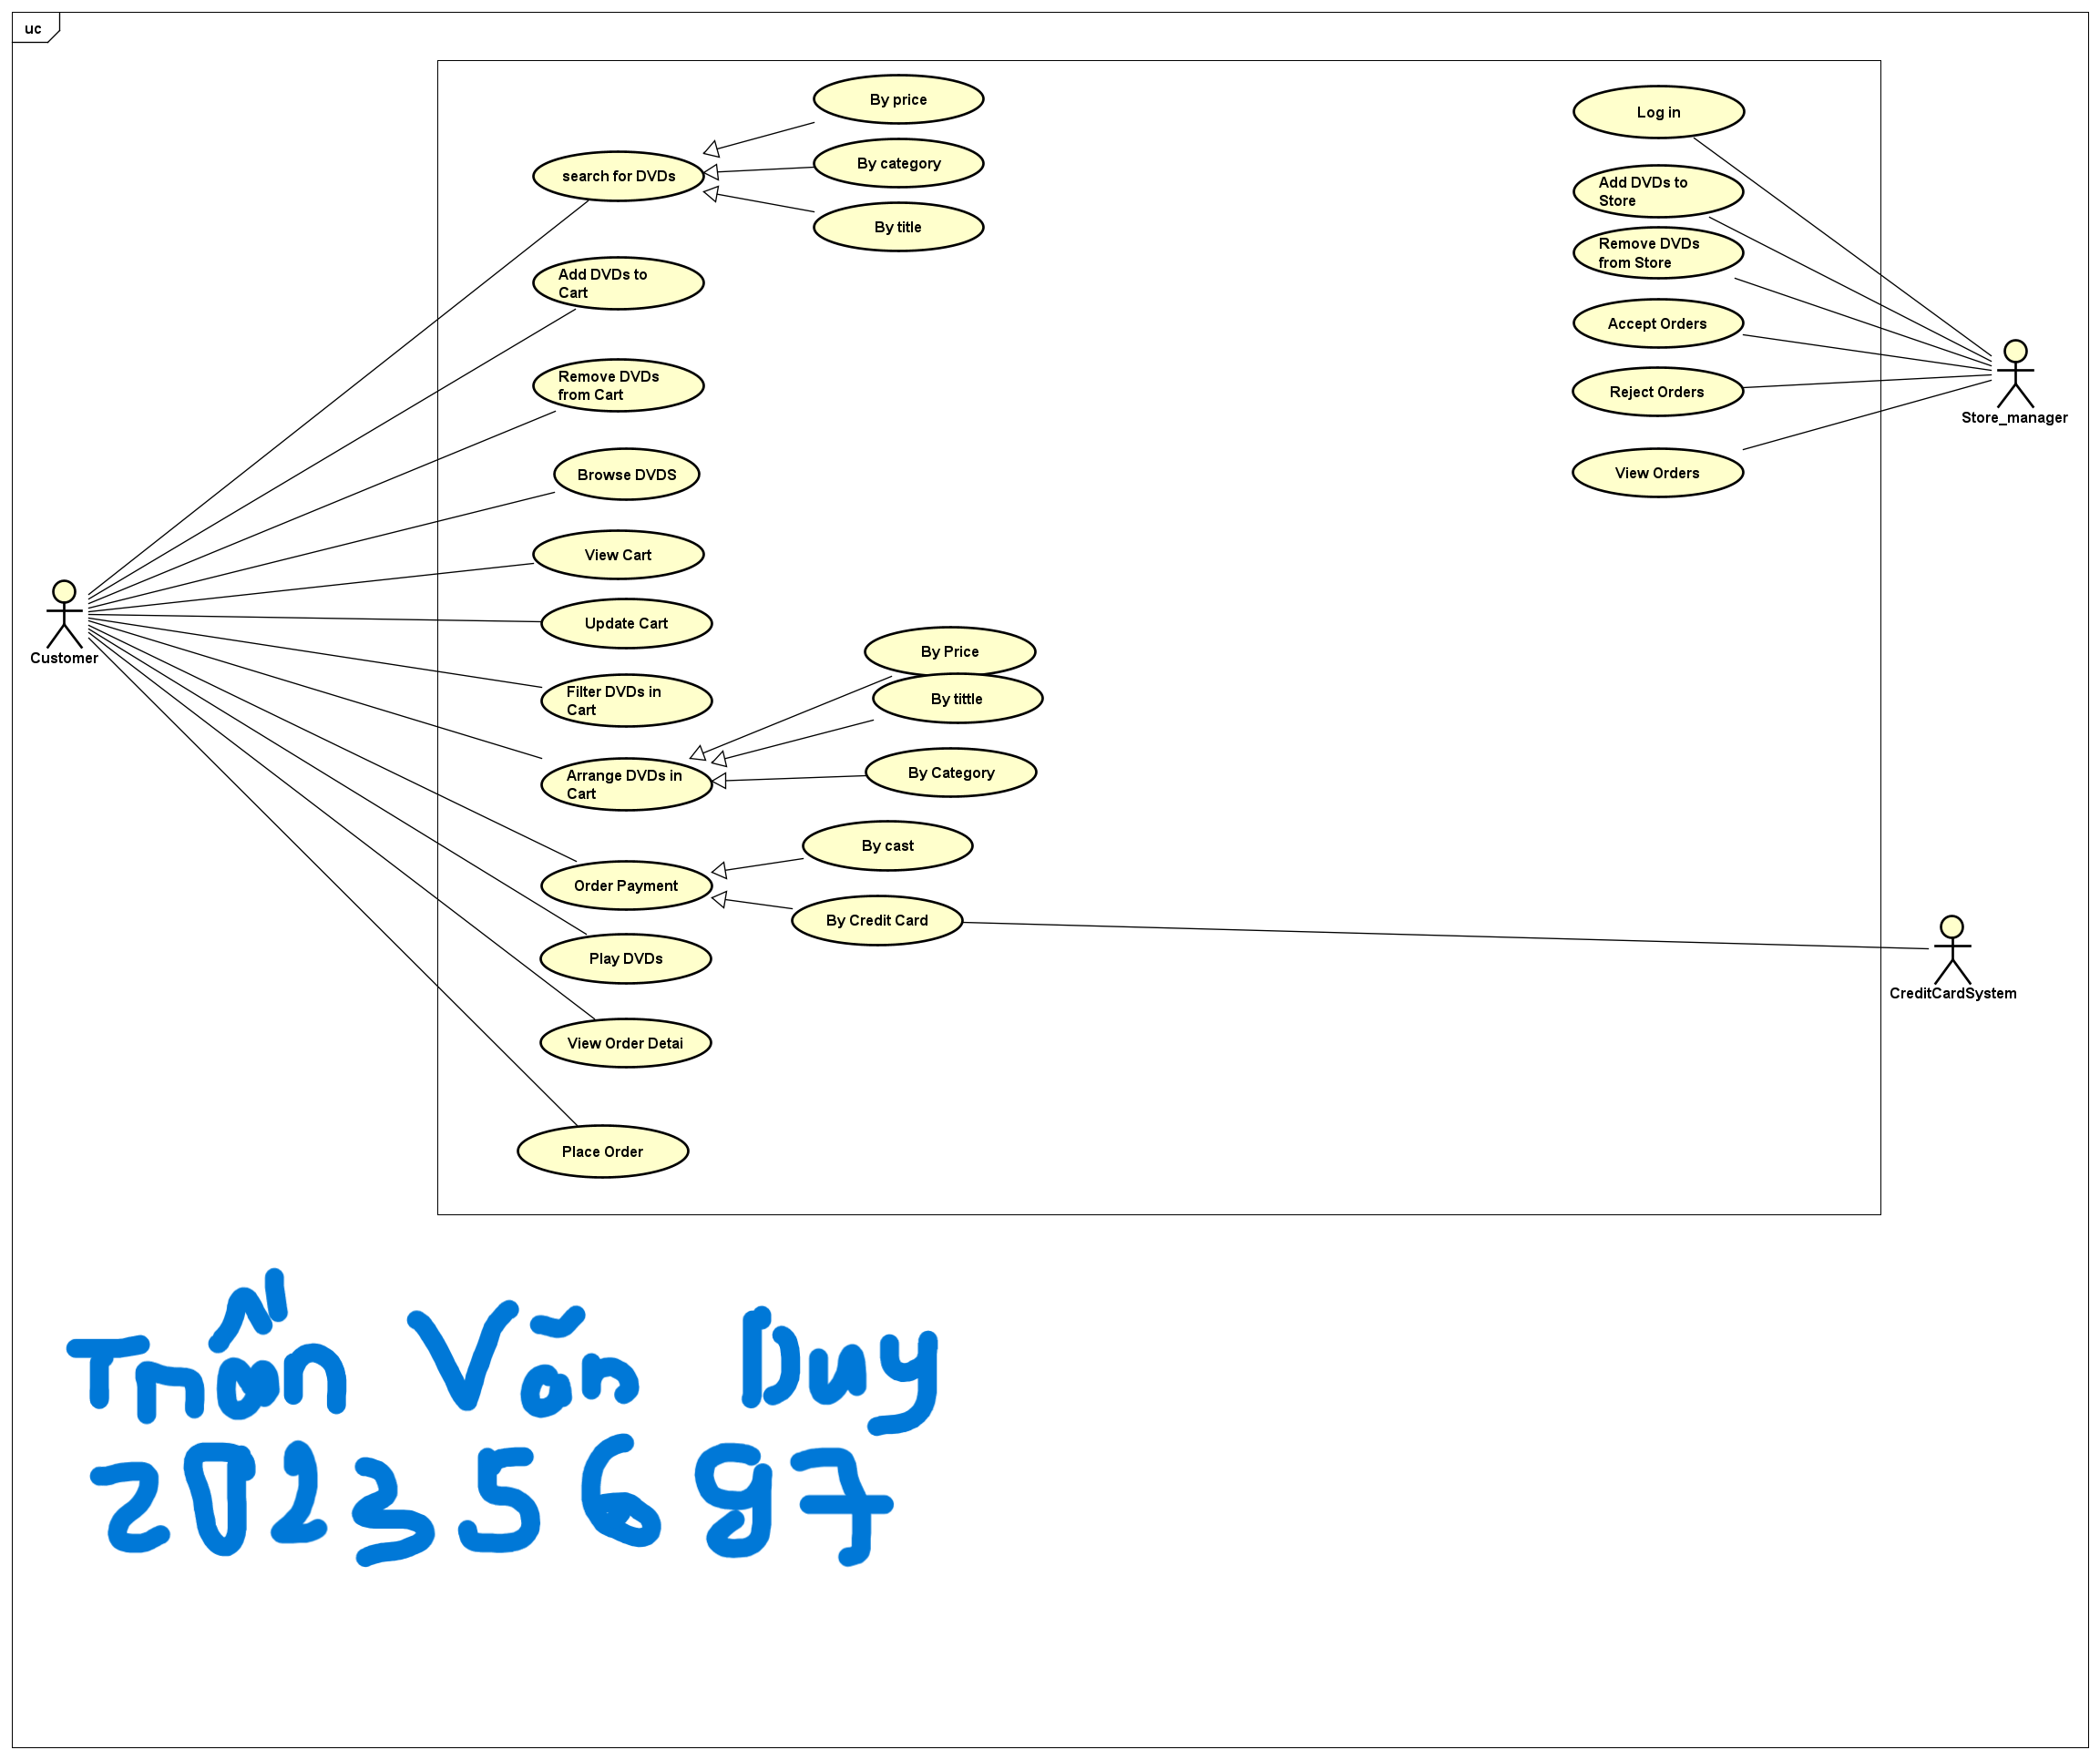 uc
By price
Log in
By category
search for DVDs
Add DVDs to
Store
By title
Remove DVDs
from Store
Add DVDs to
Cart
Accept Orders
Remove DVDs
from Cart
Reject Orders
Store_manager
Browse DVDS
View Orders
View Cart
Update Cart
By Price
Customer
Filter DVDs in
Cart
By tittle
Arrange DVDs in
Cart
By Category
By cast
Order Payment
By Credit Card
Play DVDs
CreditCardSystem
View Order Detai
Place Order
Trần Văn Duy
20235697